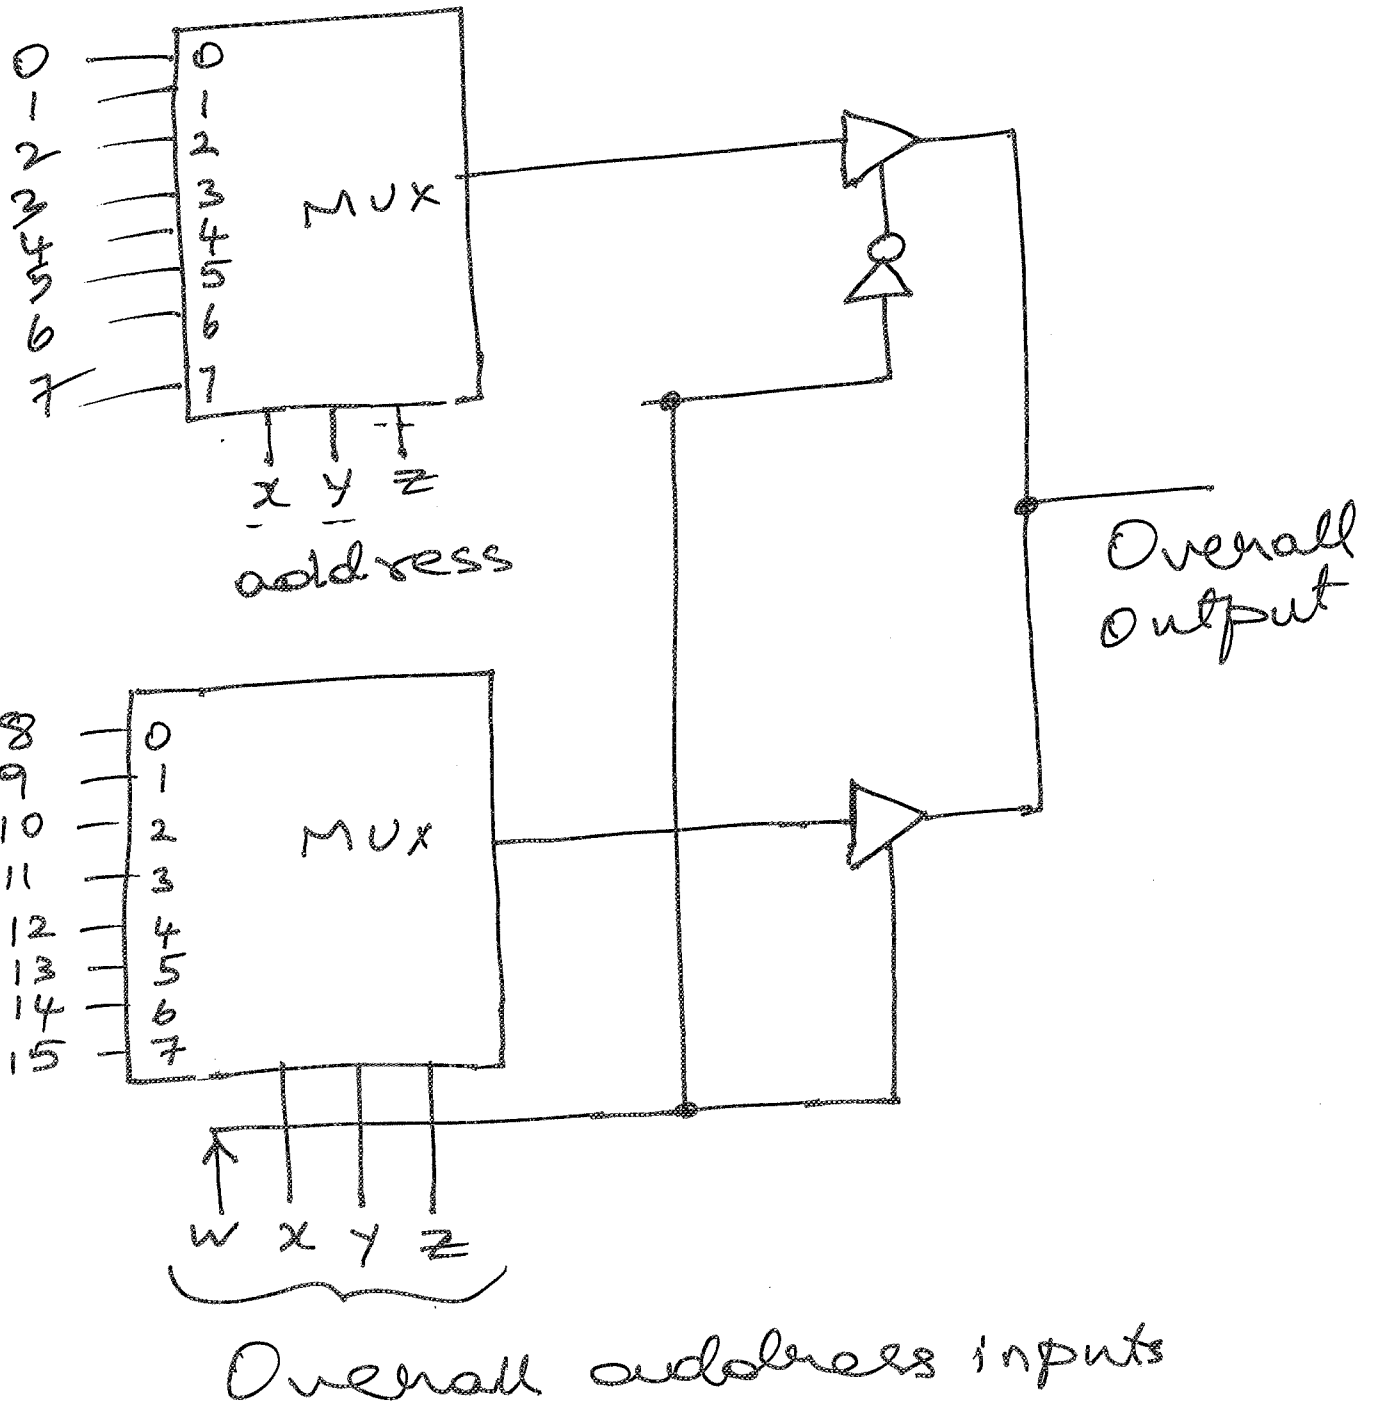 0 0
1 1
2 2
3 3
4 4
5 5
6 6
7 7
MUX
x y z
address
Overall
output
8 0
9 1
10 2
11 3
12 4
13 5
14 6
15 7
MUX
W x y z
Overall address inputs